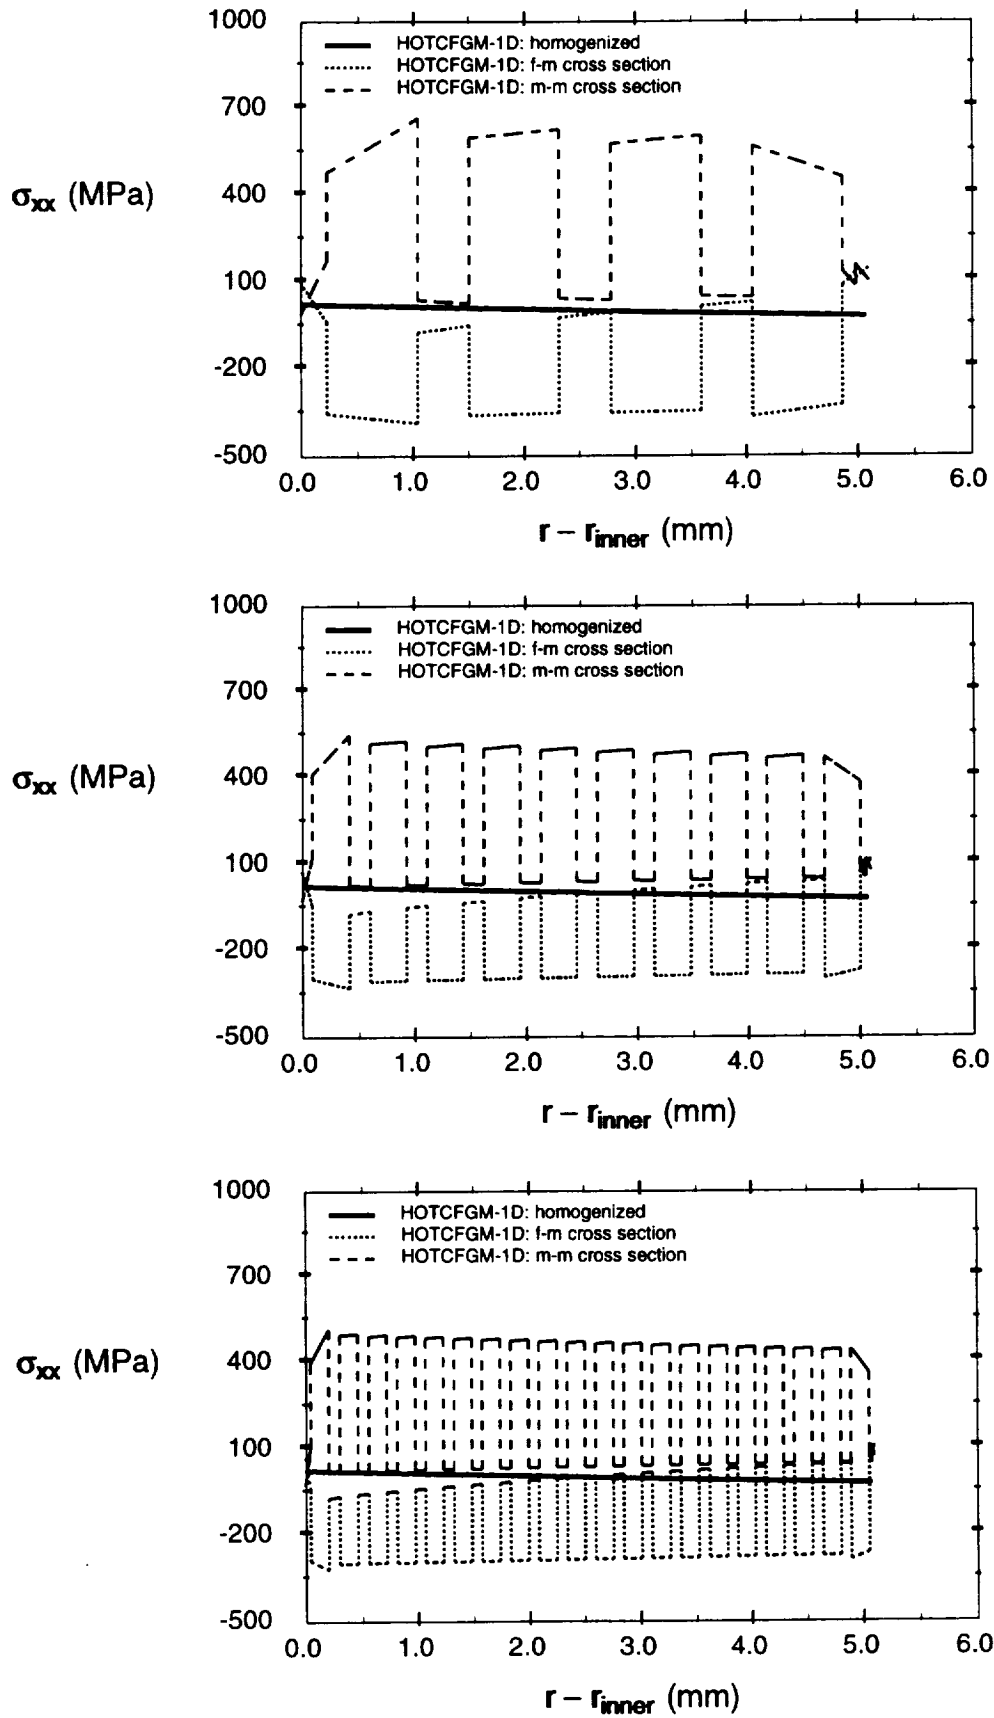 1000
HOTCFGM-1D: homogenized
HOTCFGM-1D: f-m cross section
HOTCFGM-1D: m-m cross section
700
σxx (MPa)
400
100
-200
-500
0.0 1.0 2.0 3.0 4.0 5.0 6.0
r – rinner (mm)
1000
HOTCFGM-1D: homogenized
HOTCFGM-1D: f-m cross section
HOTCFGM-1D: m-m cross section
700
σxx (MPa)
400
100
-200
-500
0.0 1.0 2.0 3.0 4.0 5.0 6.0
r – rinner (mm)
1000
HOTCFGM-1D: homogenized
HOTCFGM-1D: f-m cross section
HOTCFGM-1D: m-m cross section
700
σxx (MPa)
400
100
-200
-500
0.0 1.0 2.0 3.0 4.0 5.0 6.0
r – rinner (mm)